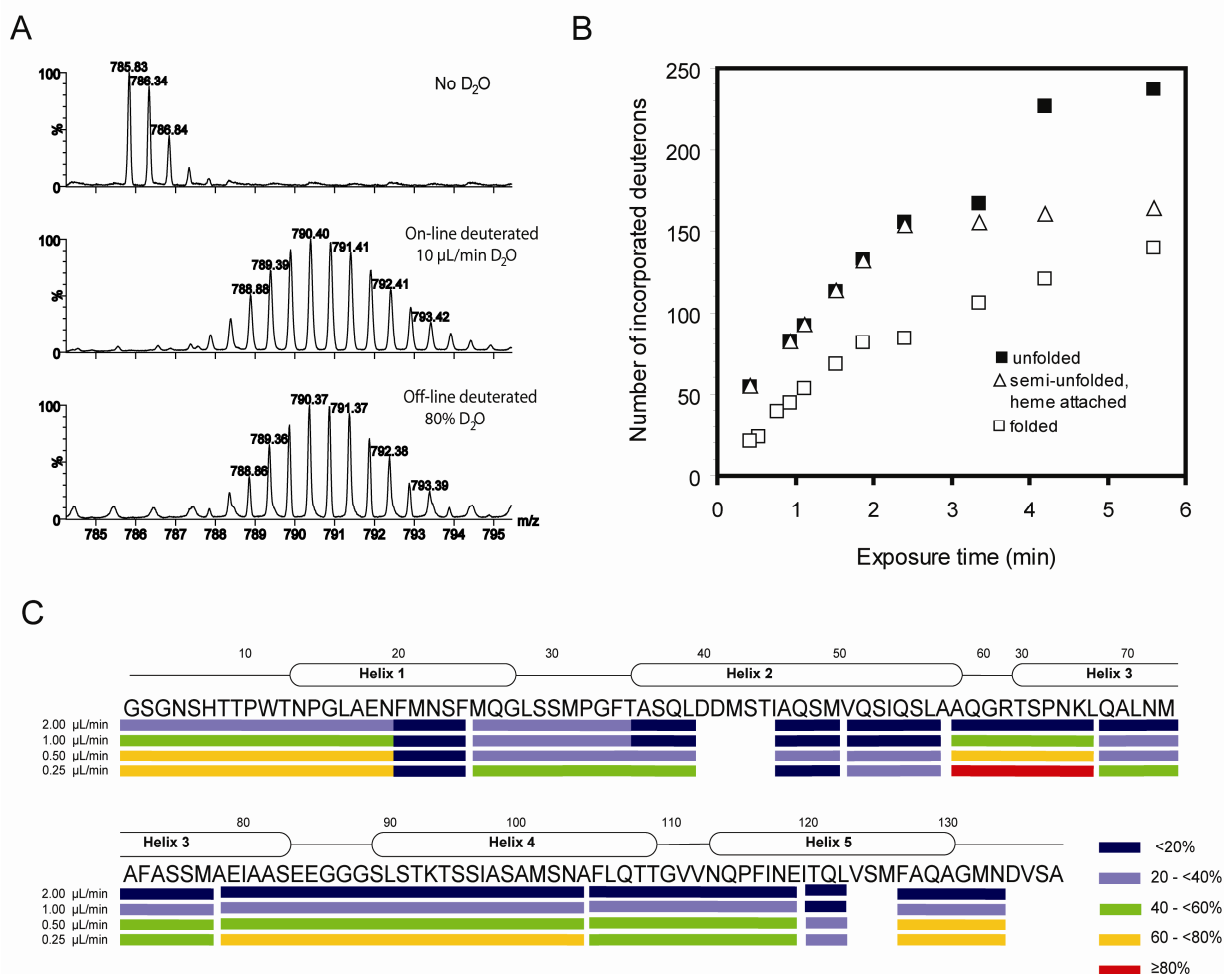 A
B
100
%
0
785.83
786.34
786.84
No D2O
100
%
0
788.88
789.39
790.40
791.41
792.41
793.42
On-line deuterated
10 µL/min D2O
100
%
0
788.86
789.36
790.37
791.37
792.38
793.39
Off-line deuterated
80% D2O
785 786 787 788 789 790 791 792 793 794 795
m/z
Number of incorporated deuterons
250
200
150
100
50
0
unfolded
semi-unfolded,
heme attached
folded
0 1 2 3 4 5 6
Exposure time (min)
C
10 20 30 40 50 60 30 70
Helix 1 Helix 2 Helix 3
GSGNSHTTPWTNPGLAENFMNSFMQGLSSMPGFTASQLDDMSTIAQSMVQSIQSLAAQGRTSPNKLQALNM
2.00 µL/min
1.00 µL/min
0.50 µL/min
0.25 µL/min
80 90 100 110 120 130
Helix 3 Helix 4 Helix 5
AFASSMAEIAASEEGGGSLSTKTSSIASAMSNAFLQTTGVVNQPFINEITQLVSMFAQAGMNDVSA
2.00 µL/min
1.00 µL/min
0.50 µL/min
0.25 µL/min
<20%
20 - <40%
40 - <60%
60 - <80%
≥80%